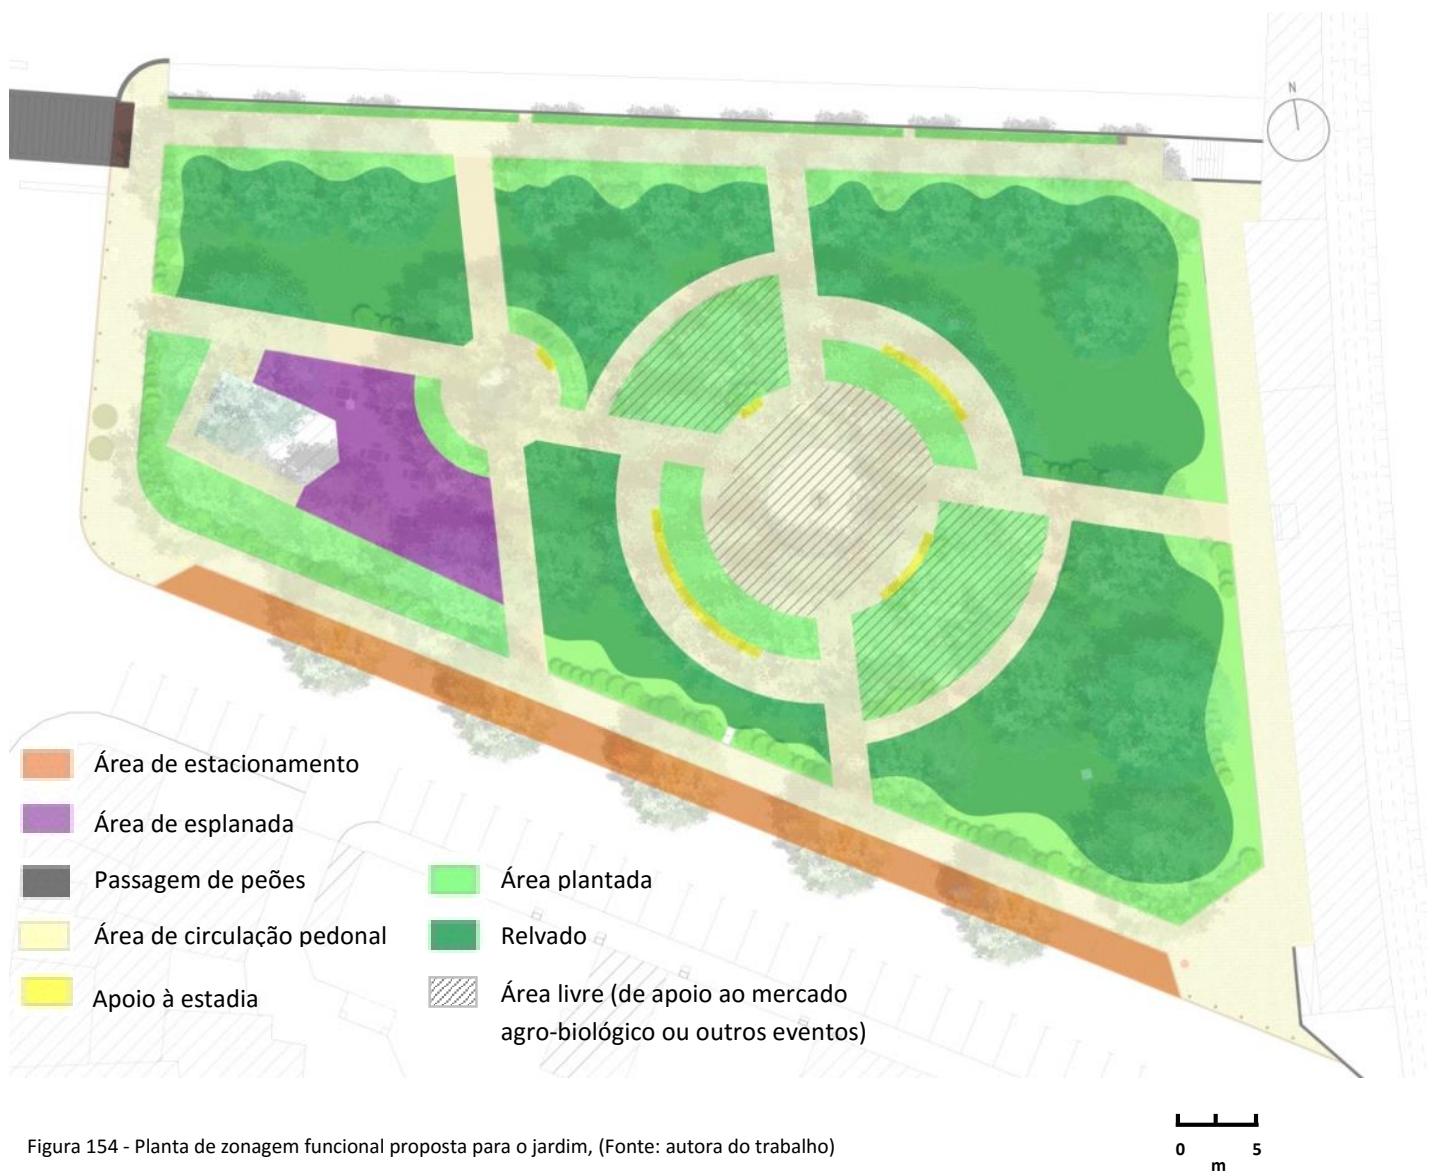 N
Área de estacionamento
Área de esplanada
Passagem de peões
Área de circulação pedonal
Apoio à estadia
Área plantada
Relvado
Área livre (de apoio ao mercado
agro-biológico ou outros eventos)
0 5
m
Figura 154 - Planta de zonagem funcional proposta para o jardim, (Fonte: autora do trabalho)